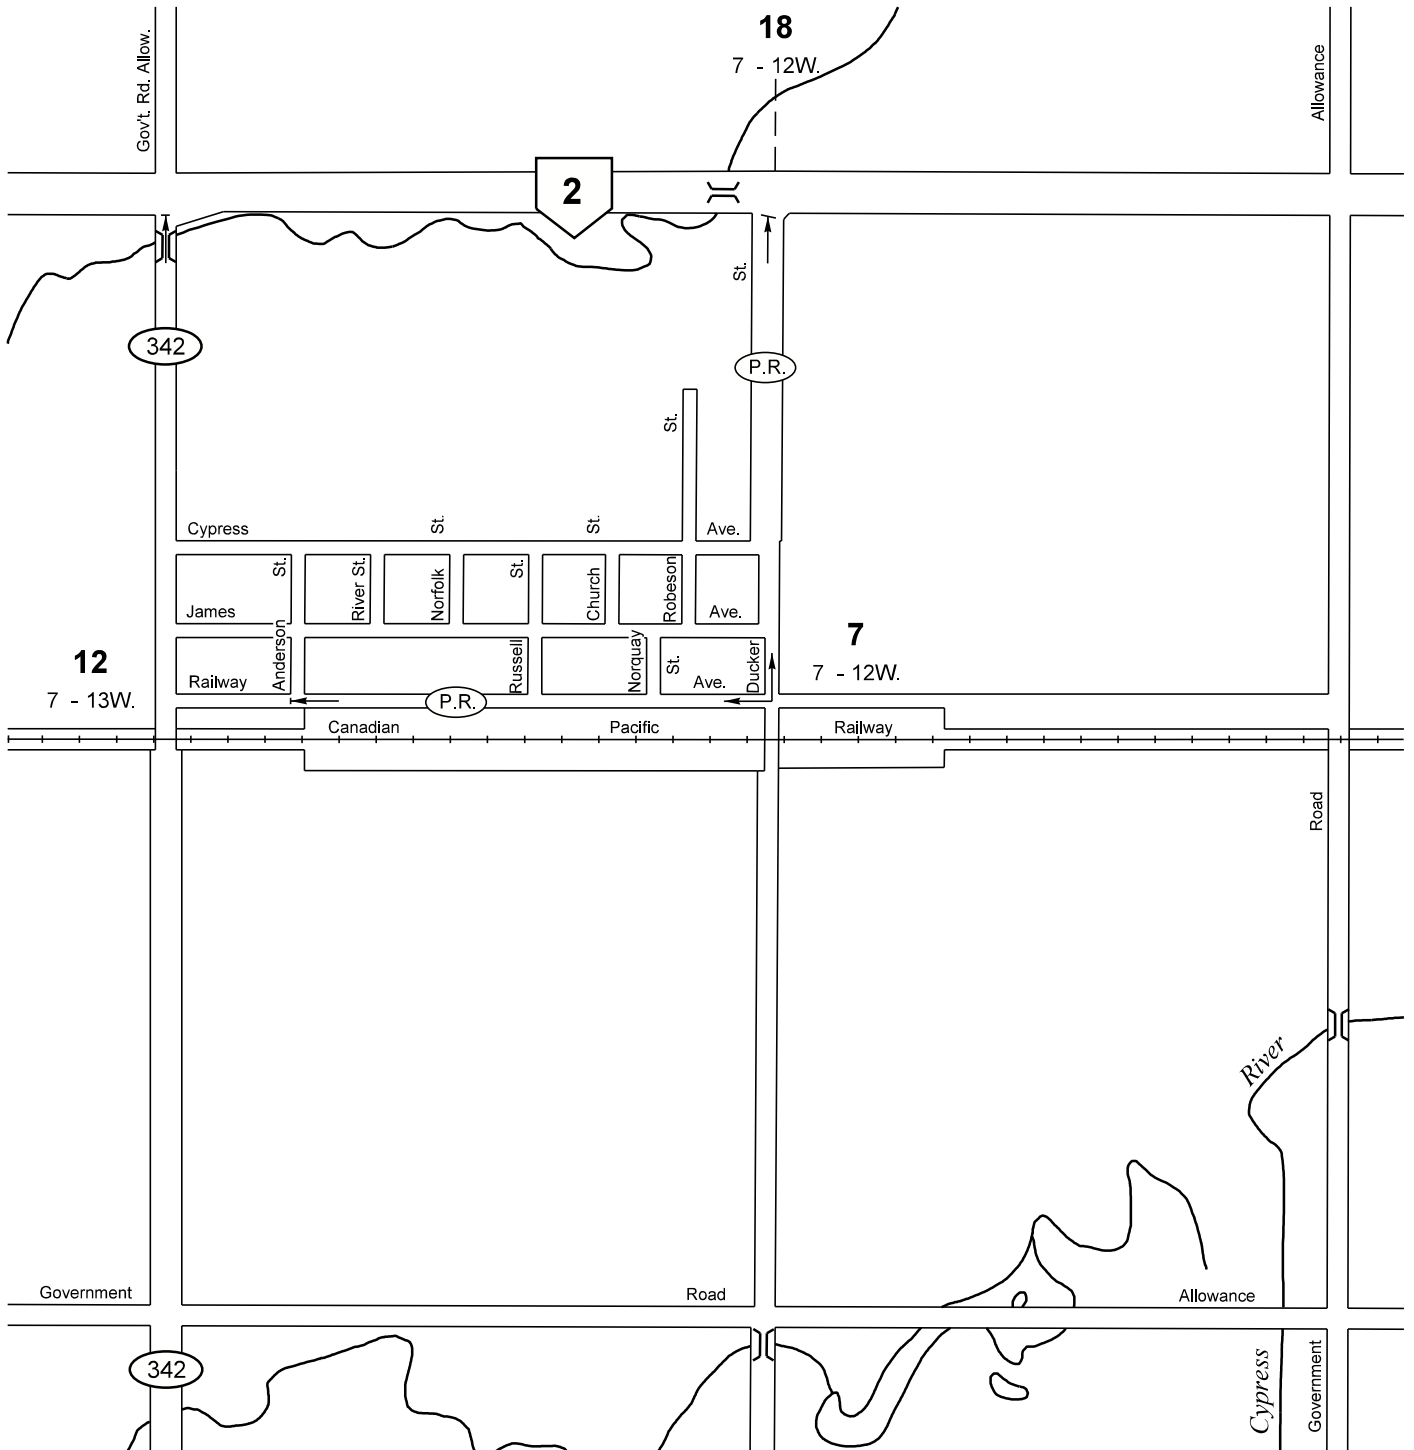 18
7 - 12W.
Gov't. Rd. Allow.
Allowance
2
St.
342
P.R.
St.
Cypress
St.
St.
Ave.
St.
River St.
Norfolk
St.
Church
Robeson
James
Ave.
Anderson
Russell
Norquay
St.
Ducker
7
7 - 12W.
12
7 - 13W.
Railway
Ave.
P.R.
Canadian
Pacific
Railway
Road
River
Government
Road
Allowance
342
Cypress
Government